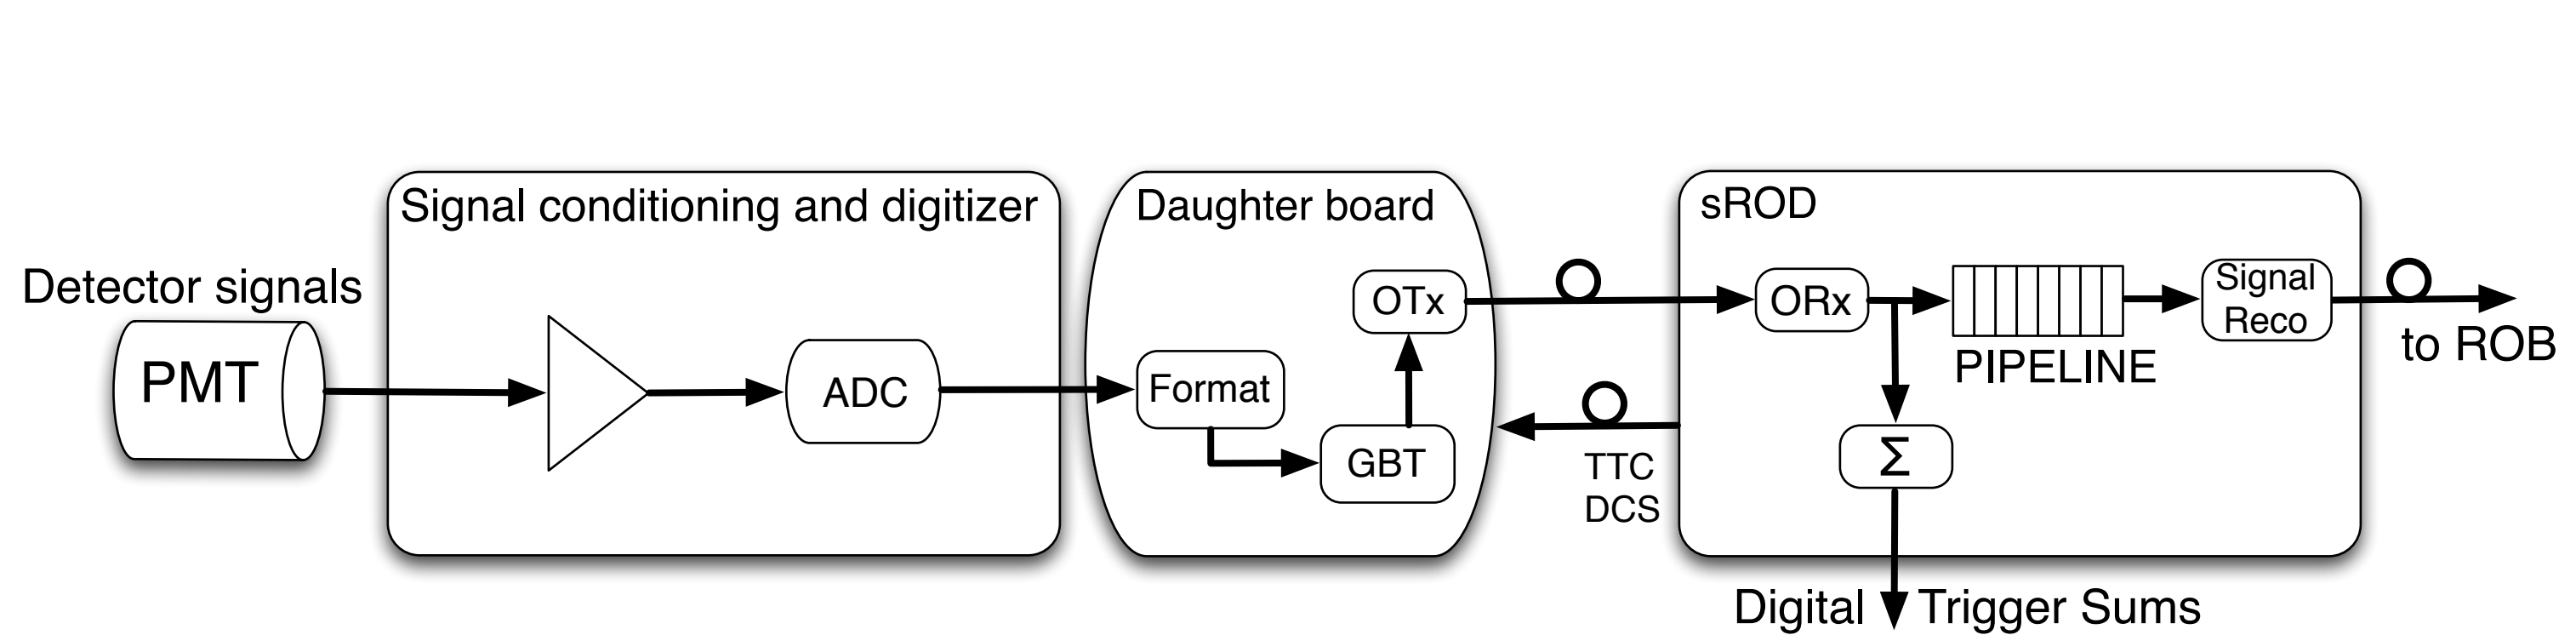 Detector signals
PMT
Signal conditioning and digitizer
ADC
Daughter board
Format
GBT
OTx
TTC
DCS
sROD
ORx
PIPELINE
Signal
Reco
to ROB
Σ
Digital Trigger Sums